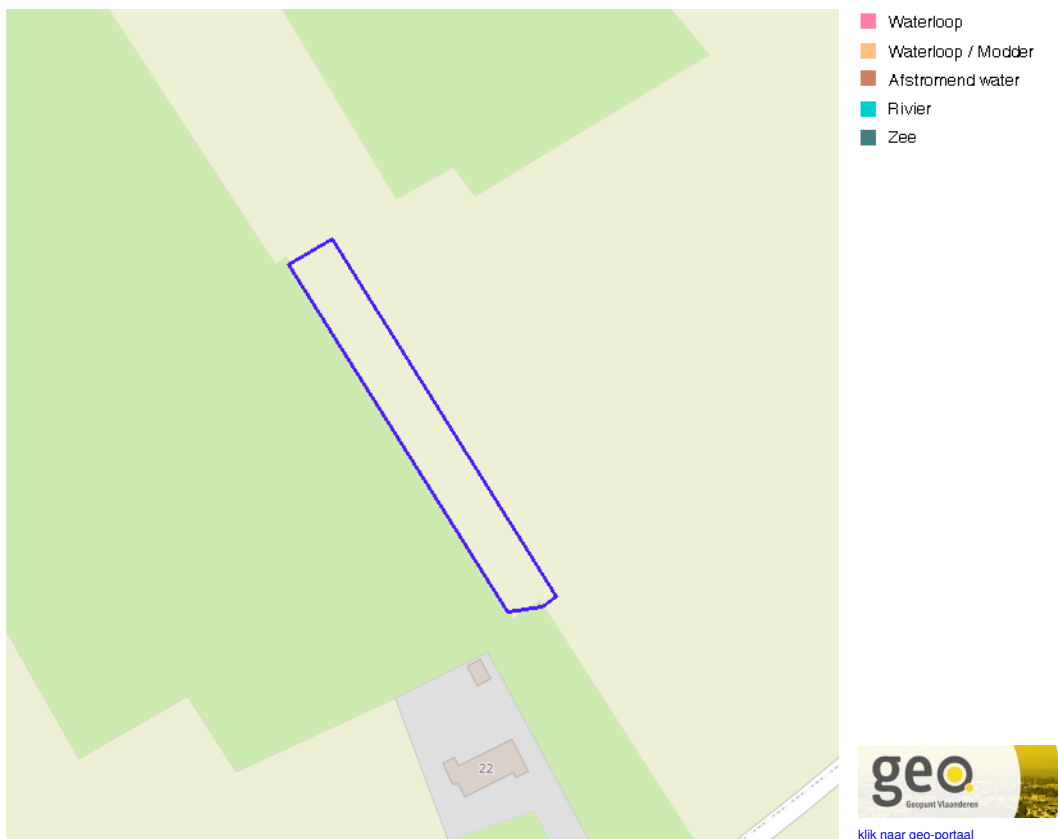 Waterloop
Waterloop / Modder
Afstromend water
Rivier
Zee
22
geo
Geopunt Vlaanderen
klik naar geo-portaal